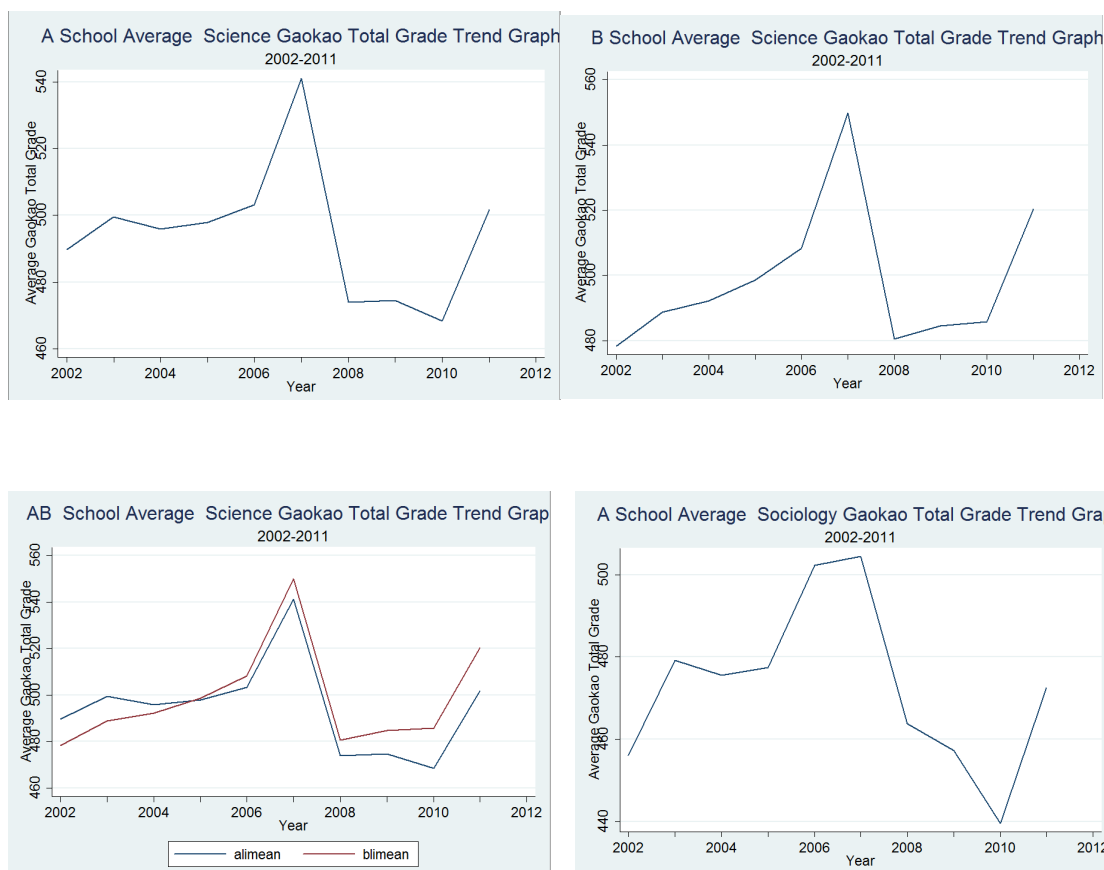 A School Average  Science Gaokao Total Grade Trend Graph
2002-2011
Average Gaokao Total Grade
540
520
500
480
460
2002 2004 2006 2008 2010 2012
Year
B School Average  Science Gaokao Total Grade Trend Graph
2002-2011
Average Gaokao Total Grade
560
540
520
500
480
2002 2004 2006 2008 2010 2012
Year
AB  School Average  Science Gaokao Total Grade Trend Grap
2002-2011
Average Gaokao Total Grade
560
540
520
500
480
460
2002 2004 2006 2008 2010 2012
Year
alimean blimean
A School Average  Sociology Gaokao Total Grade Trend Gra
2002-2011
Average Gaokao Total Grade
500
480
460
440
2002 2004 2006 2008 2010 2012
Year